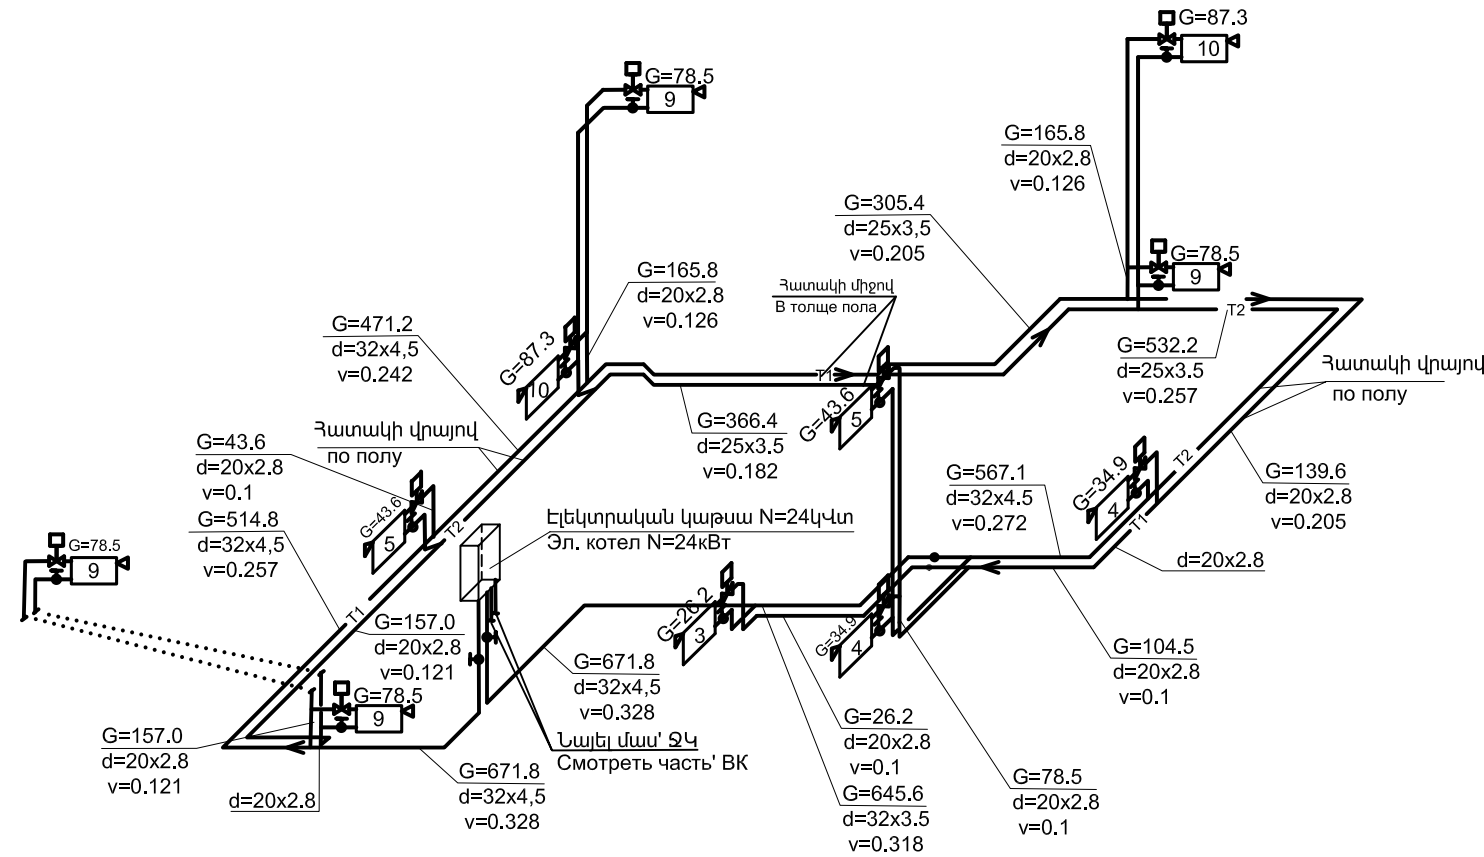 G=87.3
10
G=78.5
9
G=165.8
d=20x2.8
v=0.126
G=305.4
d=25x3,5
v=0.205
G=78.5
9
G=165.8
d=20x2.8
v=0.126
Հատակի միջով
В толще пола
T2
G=471.2
d=32x4,5
v=0.242
G=532.2
d=25x3.5
v=0.257
Հատակի վրայով
по полу
G=87.3
10
T1
G=43.6
5
G=366.4
d=25x3.5
v=0.182
Հատակի վրայով
по полу
G=43.6
d=20x2.8
v=0.1
G=514.8
d=32x4,5
v=0.257
G=43.6
5
T2
G=567.1
d=32x4.5
v=0.272
G=34.9
4
T2
T1
G=139.6
d=20x2.8
v=0.205
Էլեկտրական կաթսա N=24կՎտ
Эл. котел N=24кВт
G=78.5
9
d=20x2.8
T1
G=157.0
d=20x2.8
v=0.121
G=26.2
3
G=34.9
4
G=104.5
d=20x2.8
v=0.1
G=671.8
d=32x4,5
v=0.328
G=78.5
9
G=157.0
d=20x2.8
v=0.121
Նայել մաս' ՋԿ
Смотреть часть' ВК
G=26.2
d=20x2.8
v=0.1
G=645.6
d=32x3.5
v=0.318
G=78.5
d=20x2.8
v=0.1
G=671.8
d=32x4,5
v=0.328
d=20x2.8